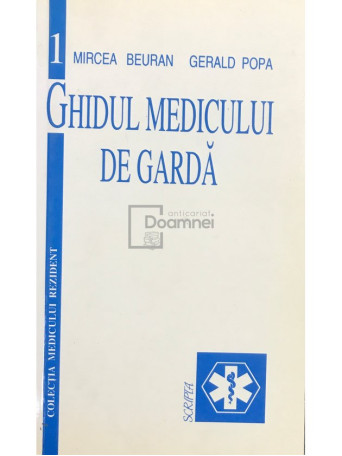 1
MIRCEA BEURAN GERALD POPA
GHIDUL MEDICULUI
DE GARDĂ
anticariat
Doamnei
COLECȚIA MEDICULUI REZIDENT
SCRIPTA